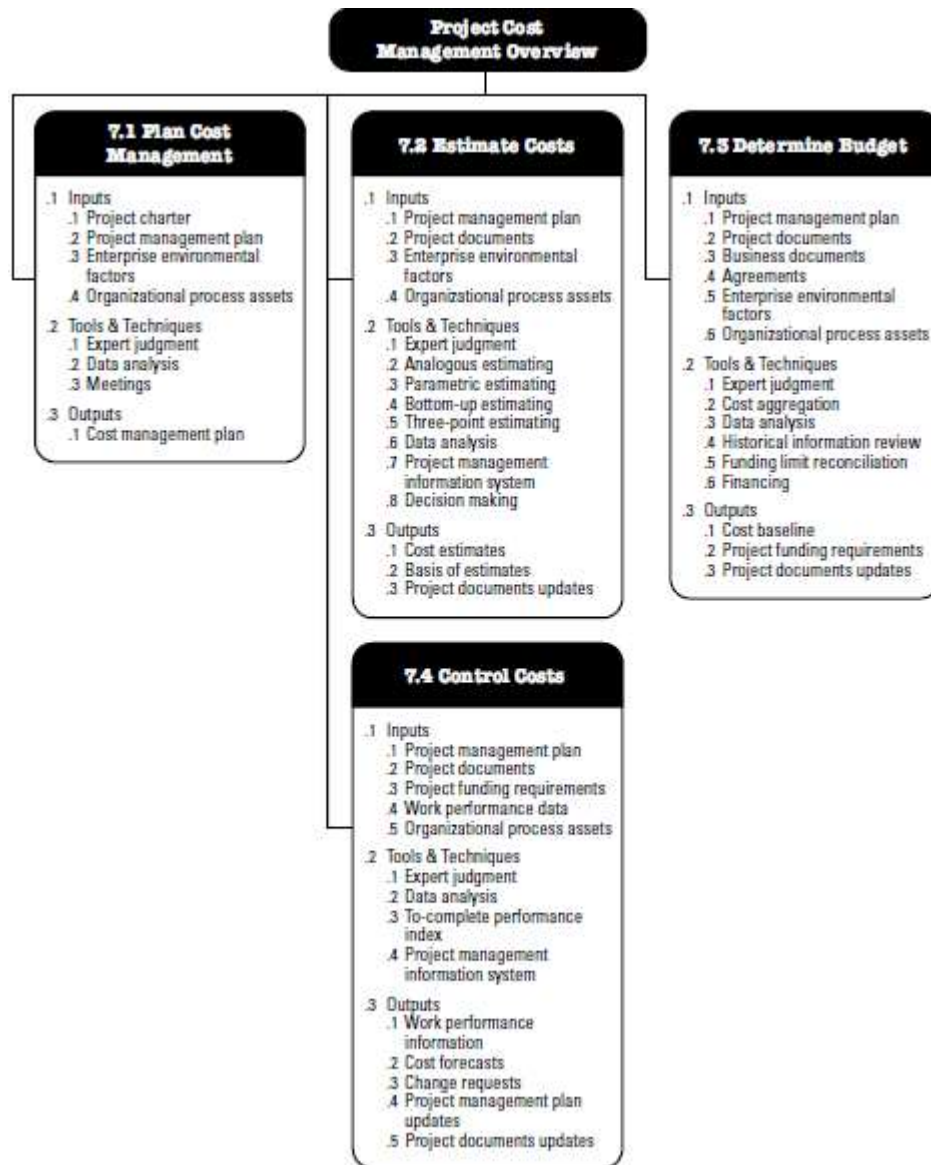 Project Cost
Management Overview
7.1 Plan Cost
Management
.1 Inputs
.1 Project charter
.2 Project management plan
.3 Enterprise environmental
factors
.4 Organizational process assets
.2 Tools & Techniques
.1 Expert judgment
.2 Data analysis
.3 Meetings
.3 Outputs
.1 Cost management plan
7.2 Estimate Costs
.1 Inputs
.1 Project management plan
.2 Project documents
.3 Enterprise environmental
factors
.4 Organizational process assets
.2 Tools & Techniques
.1 Expert judgment
.2 Analogous estimating
.3 Parametric estimating
.4 Bottom-up estimating
.5 Three-point estimating
.6 Data analysis
.7 Project management
information system
.8 Decision making
.3 Outputs
.1 Cost estimates
.2 Basis of estimates
.3 Project documents updates
7.3 Determine Budget
.1 Inputs
.1 Project management plan
.2 Project documents
.3 Business documents
.4 Agreements
.5 Enterprise environmental
factors
.6 Organizational process assets
.2 Tools & Techniques
.1 Expert judgment
.2 Cost aggregation
.3 Data analysis
.4 Historical information review
.5 Funding limit reconciliation
.6 Financing
.3 Outputs
.1 Cost baseline
.2 Project funding requirements
.3 Project documents updates
7.4 Control Costs
.1 Inputs
.1 Project management plan
.2 Project documents
.3 Project funding requirements
.4 Work performance data
.5 Organizational process assets
.2 Tools & Techniques
.1 Expert judgment
.2 Data analysis
.3 To-complete performance
index
.4 Project management
information system
.3 Outputs
.1 Work performance
information
.2 Cost forecasts
.3 Change requests
.4 Project management plan
updates
.5 Project documents updates